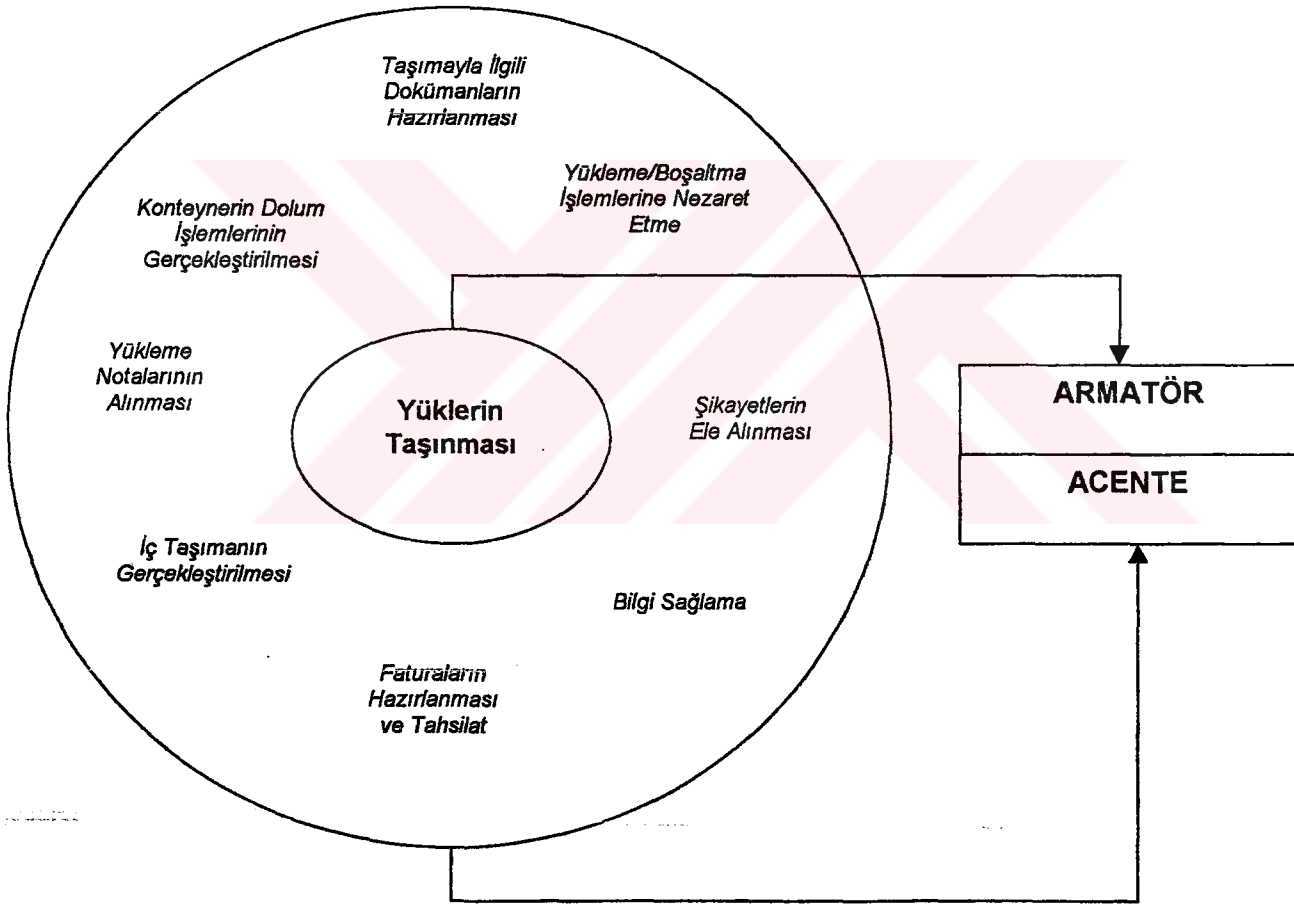 Taşımayla İlgili
Dokümanların
Hazırlanması
Yükleme/Boşaltma
İşlemlerine Nezaret
Etme
Konteynerin Dolum
İşlemlerinin
Gerçekleştirilmesi
Yükleme
Notalarının
Alınması
Yüklerin
Taşınması
Şikayetlerin
Ele Alınması
ARMATÖR
ACENTE
İç Taşımanın
Gerçekleştirilmesi
Bilgi Sağlama
Faturaların
Hazırlanması
ve Tahsilat